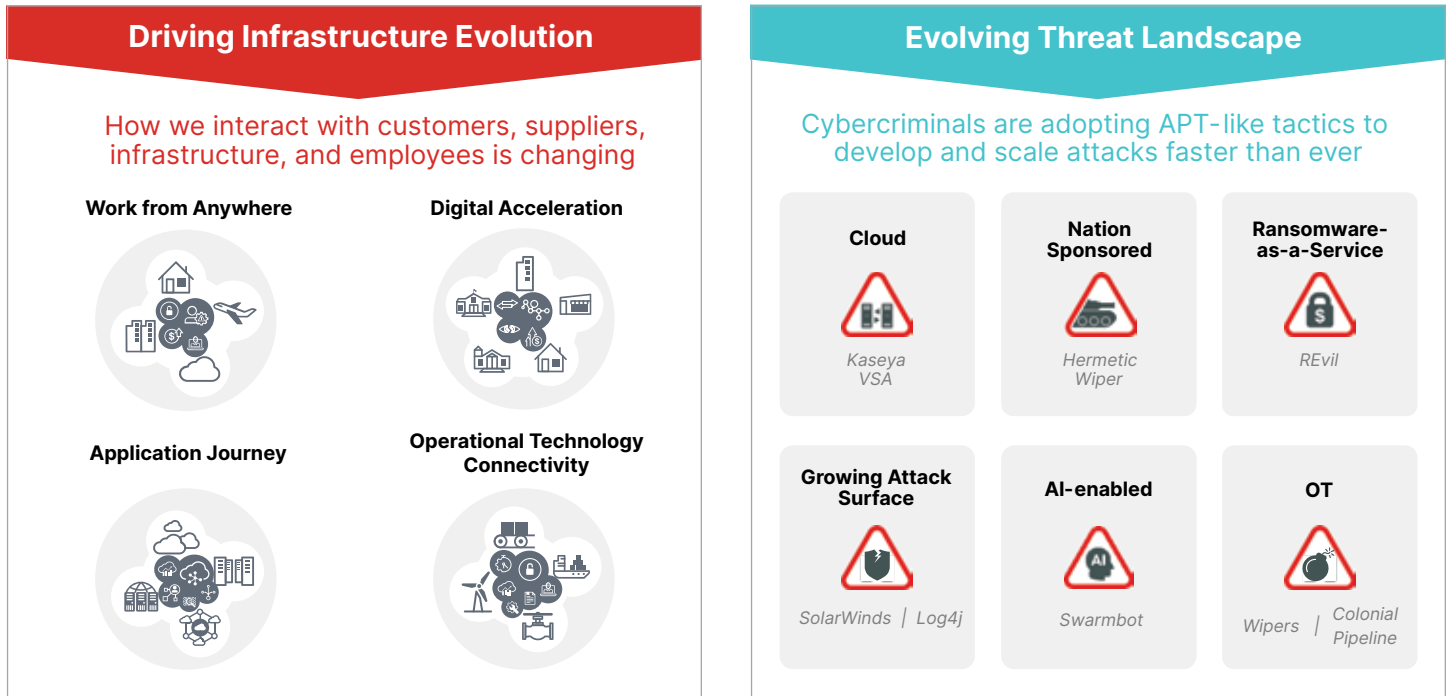 Driving Infrastructure Evolution
How we interact with customers, suppliers,
infrastructure, and employees is changing
Work from Anywhere
Digital Acceleration
$
$
Application Journey
Operational Technology
Connectivity
Evolving Threat Landscape
Cybercriminals are adopting APT-like tactics to
develop and scale attacks faster than ever
Cloud
Kaseya
VSA
Nation
Sponsored
Hermetic
Wiper
Ransomware-
as-a-Service
$
REvil
Growing Attack
Surface
SolarWinds | Log4j
AI-enabled
AI
Swarmbot
OT
Wipers | Colonial
Pipeline